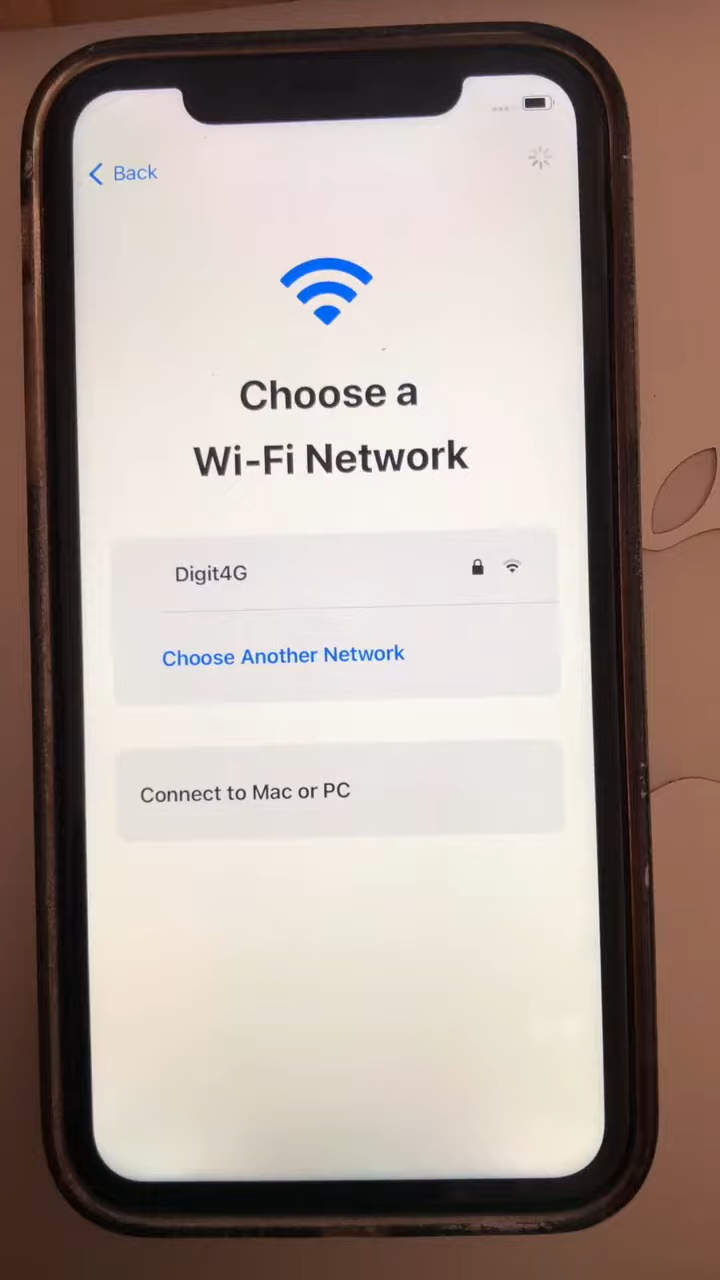 Back
Choose a
Wi-Fi Network
Digit4G
Choose Another Network
Connect to Mac or PC